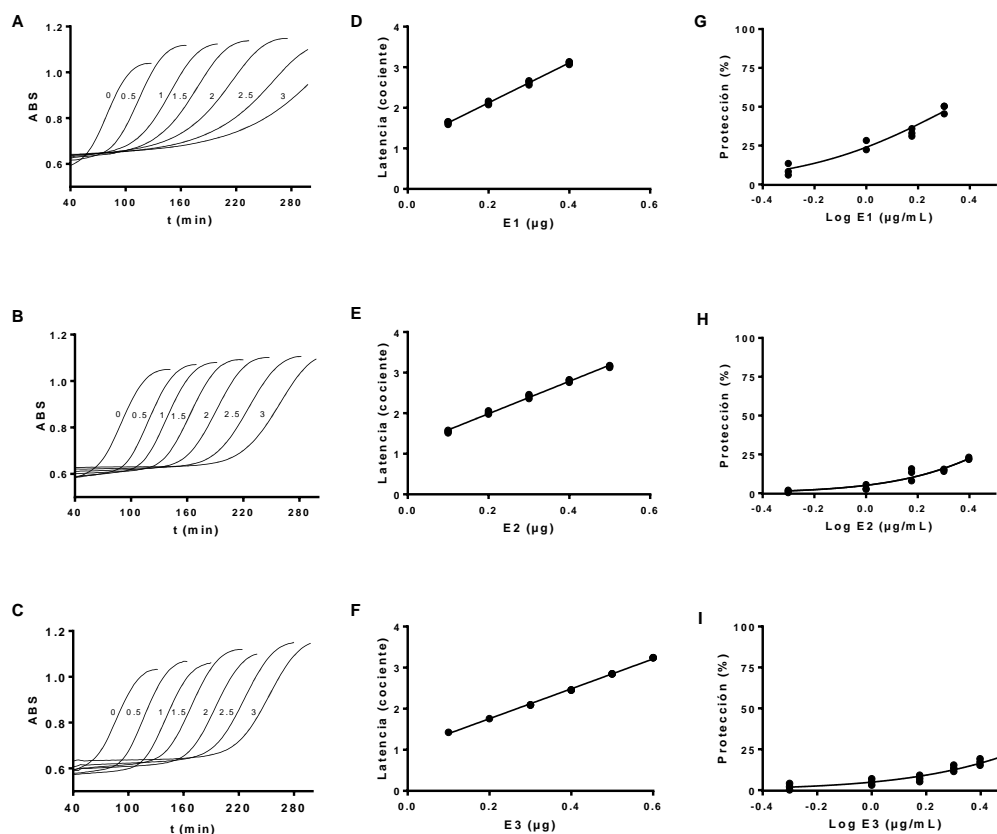 A
ABS
1.2
1.0
0.8
0.6
0 0.5 1 1.5 2 2.5 3
40 100 160 220 280
t (min)
D
Latencia (cociente)
4
3
2
1
0
0.0 0.2 0.4 0.6
E1 (µg)
G
Protección (%)
100
75
50
25
0
-0.4 -0.2 0.0 0.2 0.4
Log E1 (µg/mL)
B
ABS
1.2
1.0
0.8
0.6
0 0.5 1 1.5 2 2.5 3
40 100 160 220 280
t (min)
E
Latencia (cociente)
4
3
2
1
0
0.0 0.2 0.4 0.6
E2 (µg)
H
Protección (%)
100
75
50
25
0
-0.4 -0.2 0.0 0.2 0.4
Log E2 (µg/mL)
C
ABS
1.2
1.0
0.8
0.6
0 0.5 1 1.5 2 2.5 3
40 100 160 220 280
t (min)
F
Latencia (cociente)
4
3
2
1
0
0.0 0.2 0.4 0.6
E3 (µg)
I
Protección (%)
100
75
50
25
0
-0.4 -0.2 0.0 0.2 0.4
Log E3 (µg/mL)